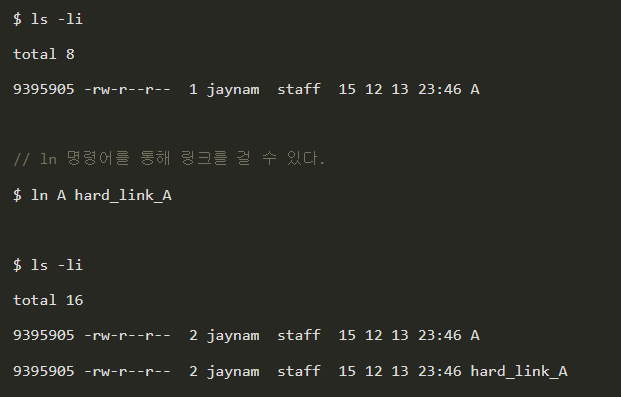 $ ls -li
total 8
9395905 -rw-r--r--  1 jaynam  staff  15 12 13 23:46 A
// ln 명령어를 통해 링크를 걸 수 있다.
$ ln A hard_link_A
$ ls -li
total 16
9395905 -rw-r--r--  2 jaynam  staff  15 12 13 23:46 A
9395905 -rw-r--r--  2 jaynam  staff  15 12 13 23:46 hard_link_A